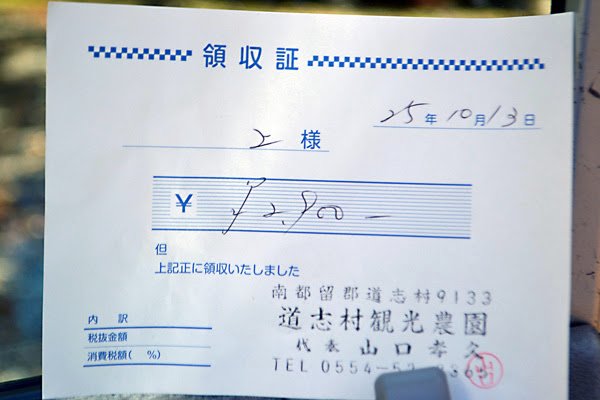 領収証
25年10月13日
上様
¥ ¥2,900-
但
上記正に領収いたしました
南都留郡道志村9133
道志村観光農園
代表 山口孝久
TEL 0554-52-
内訳
税抜金額
消費税額( %)